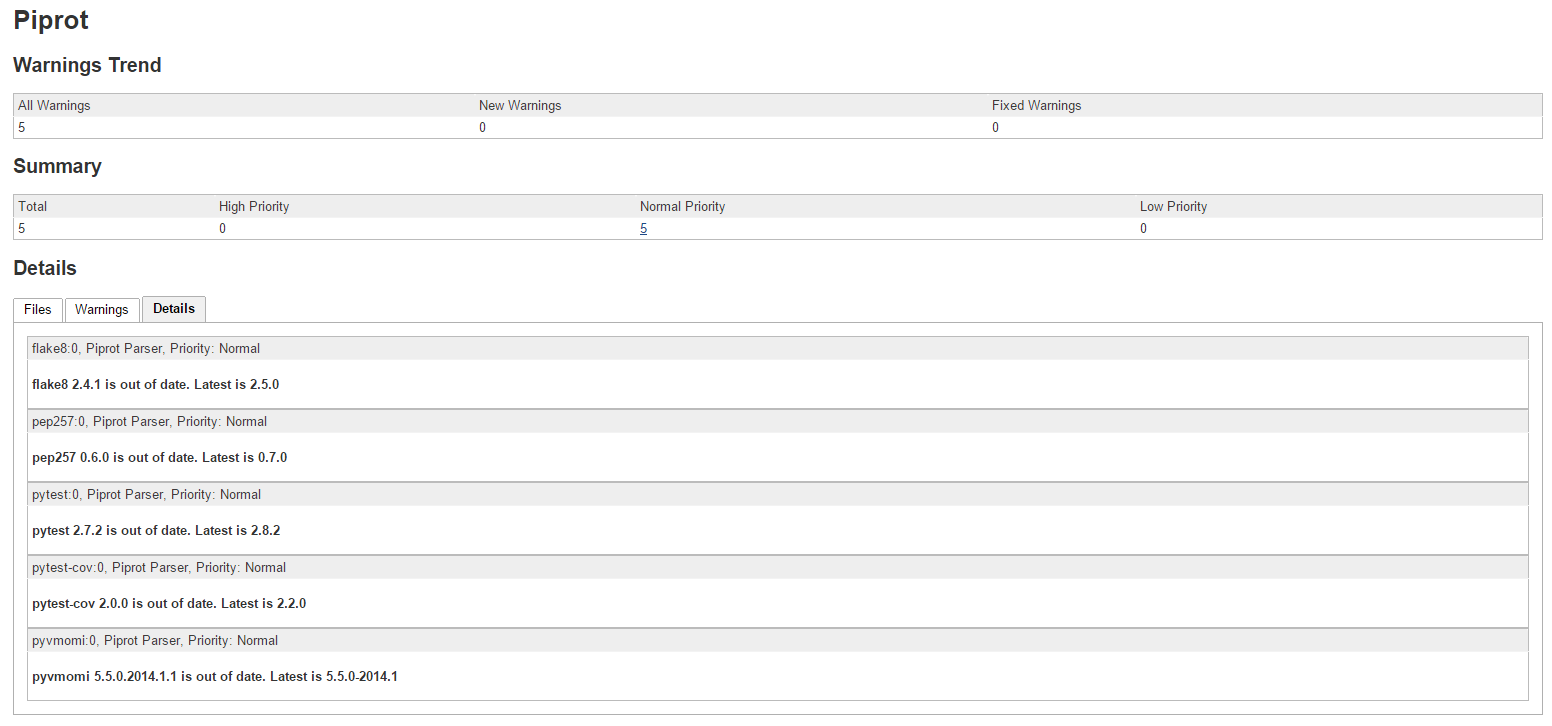 Piprot
Warnings Trend
All Warnings New Warnings Fixed Warnings
5 0 0
Summary
Total High Priority Normal Priority Low Priority
5 0 5 0
Details
Files Warnings Details
flake8:0, Piprot Parser, Priority: Normal
flake8 2.4.1 is out of date. Latest is 2.5.0
pep257:0, Piprot Parser, Priority: Normal
pep257 0.6.0 is out of date. Latest is 0.7.0
pytest:0, Piprot Parser, Priority: Normal
pytest 2.7.2 is out of date. Latest is 2.8.2
pytest-cov:0, Piprot Parser, Priority: Normal
pytest-cov 2.0.0 is out of date. Latest is 2.2.0
pyvmomi:0, Piprot Parser, Priority: Normal
pyvmomi 5.5.0.2014.1.1 is out of date. Latest is 5.5.0-2014.1